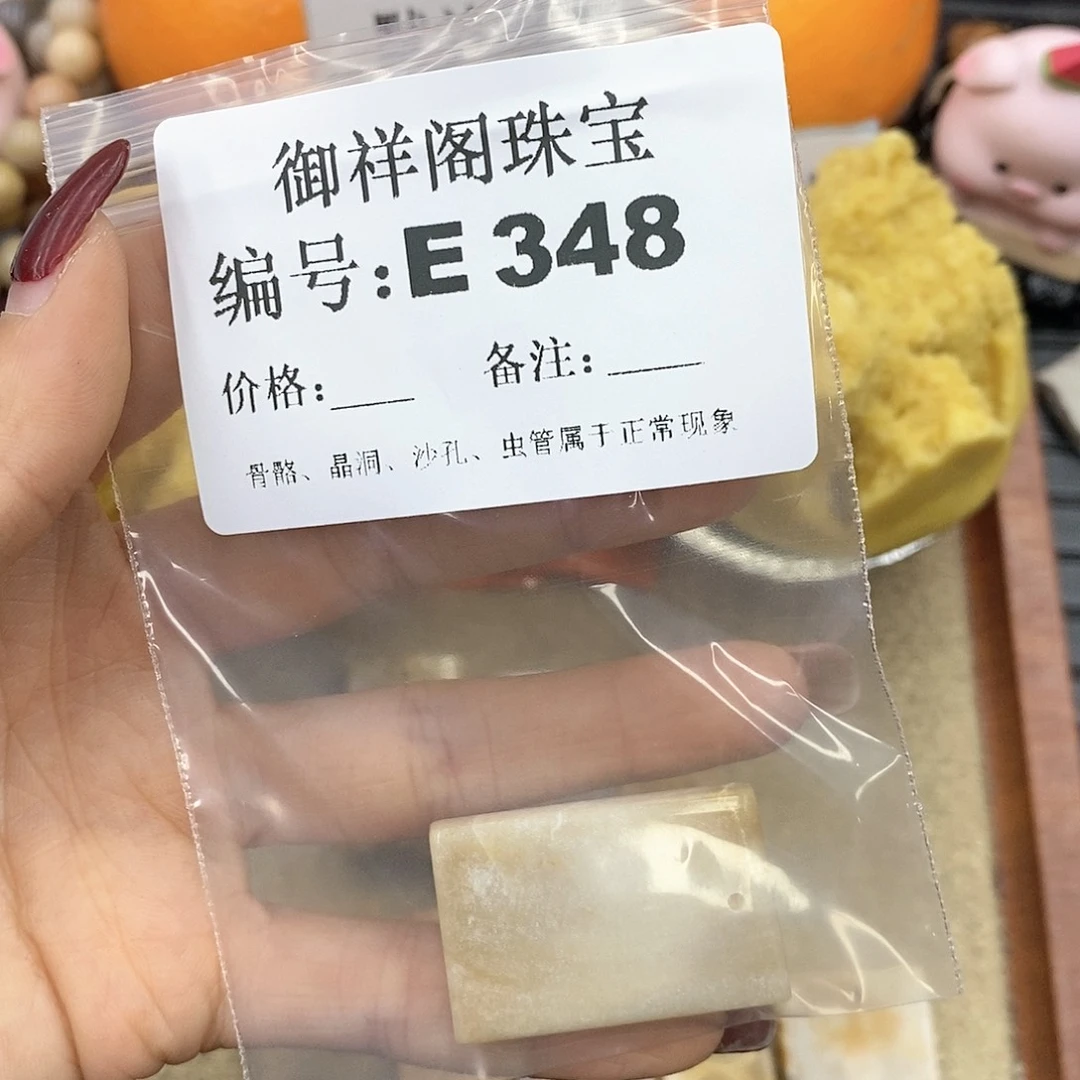 御祥阁珠宝
编号:E 348
价格:____ 备注:____
骨骼、晶洞、沙孔、虫管属于正常现象